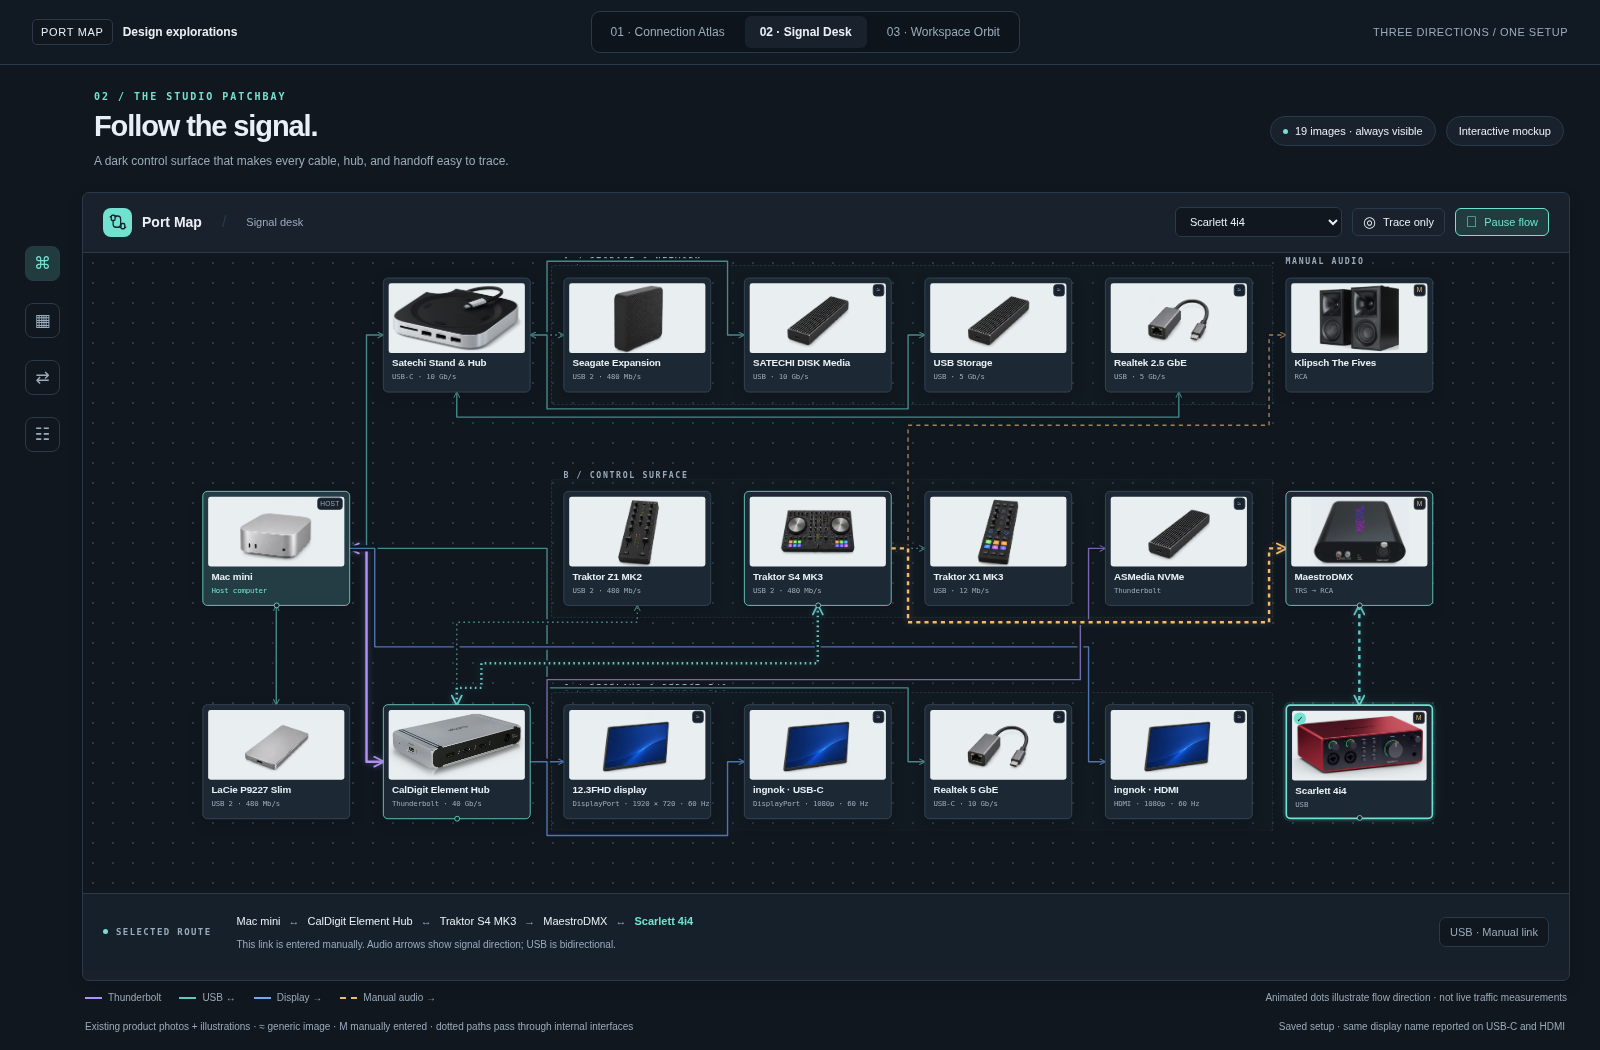 PORT MAP Design explorations
01 · Connection Atlas
02 · Signal Desk
03 · Workspace Orbit
THREE DIRECTIONS / ONE SETUP
02 / THE STUDIO PATCHBAY
Follow the signal.
A dark control surface that makes every cable, hub, and handoff easy to trace.
19 images · always visible
Interactive mockup
Port Map / Signal desk
Scarlett 4i4
Trace only
Pause flow
MANUAL AUDIO
Satechi Stand & Hub
USB-C · 10 Gb/s
≈
Seagate Expansion
USB 2 · 480 Mb/s
≈
SATECHI DISK Media
USB · 10 Gb/s
≈
USB Storage
USB · 5 Gb/s
≈
Realtek 2.5 GbE
USB · 5 Gb/s
M
Klipsch The Fives
RCA
B / CONTROL SURFACE
HOST
Mac mini
Host computer
Traktor Z1 MK2
USB 2 · 480 Mb/s
Traktor S4 MK3
USB 2 · 480 Mb/s
≈
Traktor X1 MK3
USB · 12 Mb/s
≈
ASMedia NVMe
Thunderbolt
M
MaestroDMX
TRS → RCA
LaCie P9227 Slim
USB 2 · 480 Mb/s
CalDigit Element Hub
Thunderbolt · 40 Gb/s
≈
12.3FHD display
DisplayPort · 1920 × 720 · 60 Hz
≈
ingnok · USB-C
DisplayPort · 1080p · 60 Hz
≈
Realtek 5 GbE
USB-C · 10 Gb/s
≈
ingnok · HDMI
HDMI · 1080p · 60 Hz
✓ M
Scarlett 4i4
USB
SELECTED ROUTE
Mac mini ↔ CalDigit Element Hub ↔ Traktor S4 MK3 → MaestroDMX ↔ Scarlett 4i4
This link is entered manually. Audio arrows show signal direction; USB is bidirectional.
USB · Manual link
Thunderbolt USB ↔ Display → Manual audio →
Animated dots illustrate flow direction · not live traffic measurements
Existing product photos + illustrations · ≈ generic image · M manually entered · dotted paths pass through internal interfaces
Saved setup · same display name reported on USB-C and HDMI